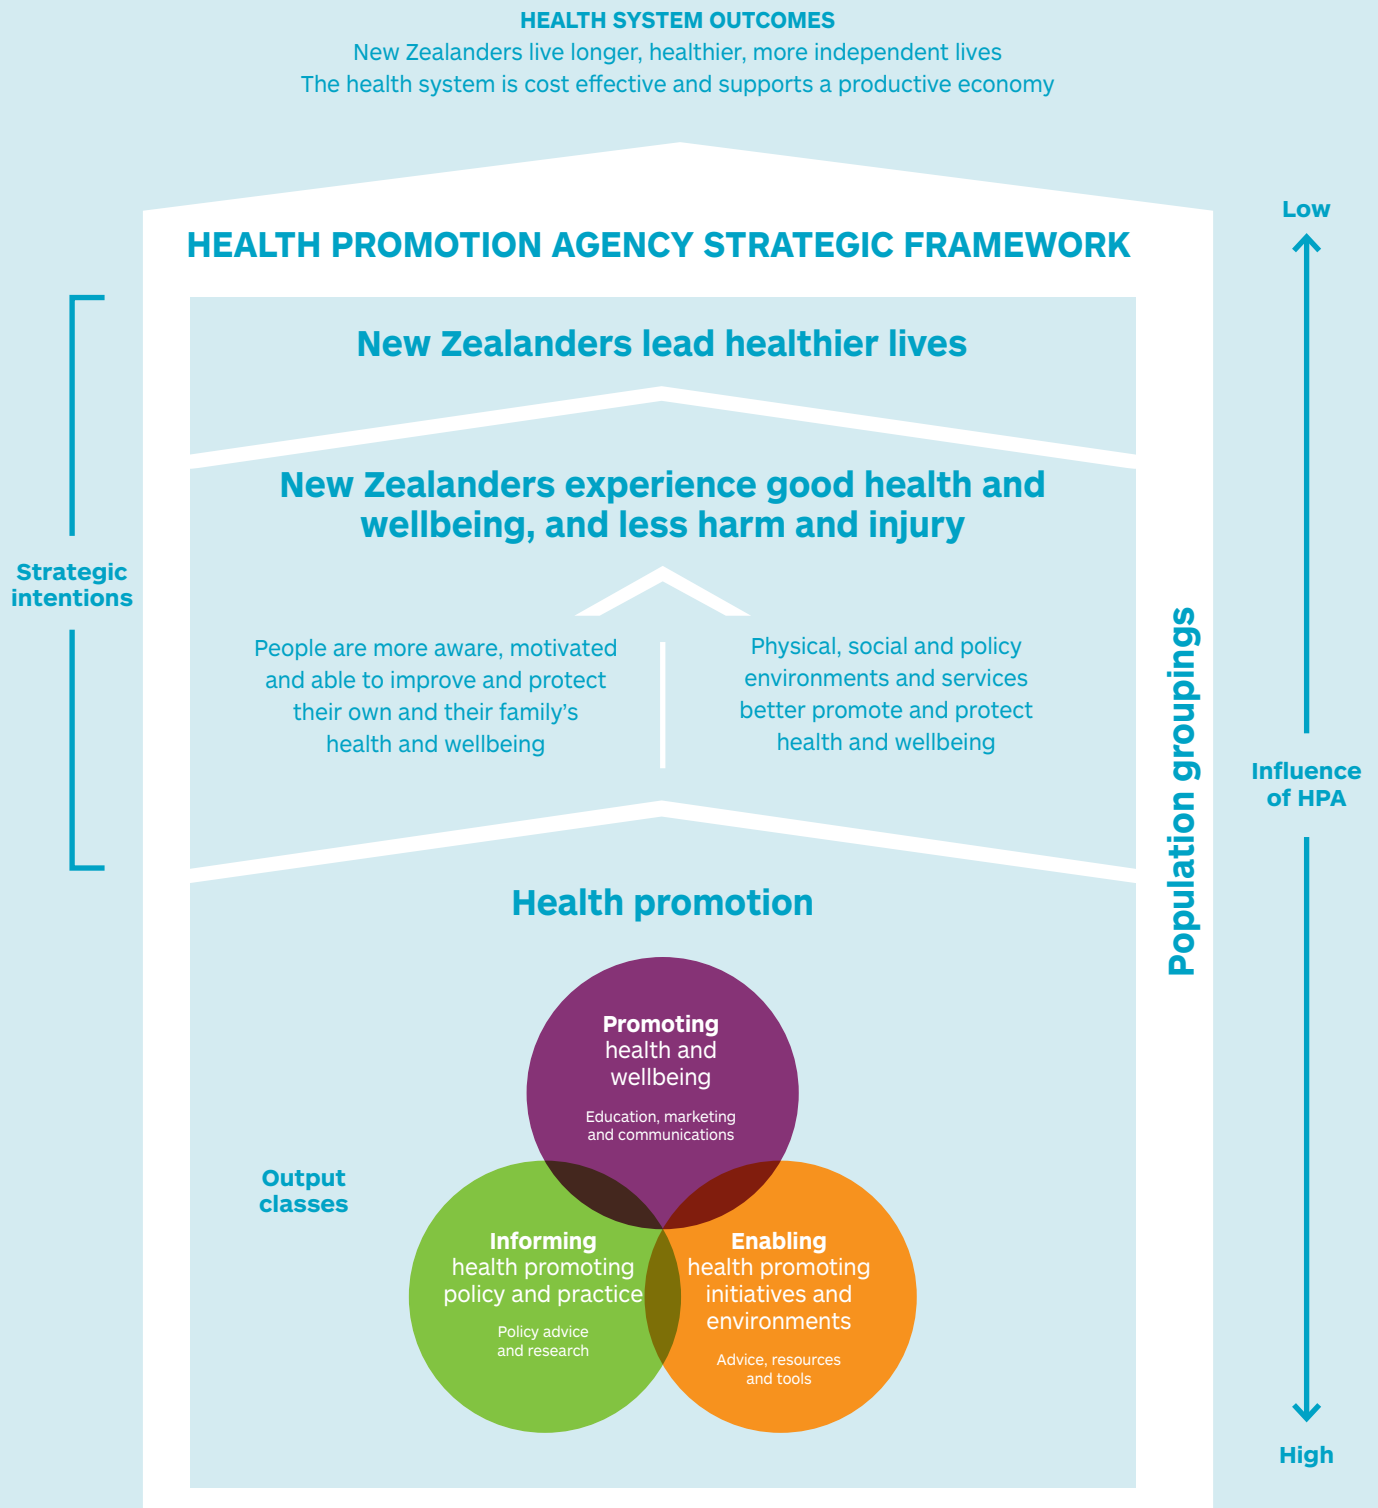 HEALTH SYSTEM OUTCOMES
New Zealanders live longer, healthier, more independent lives
The health system is cost effective and supports a productive economy
HEALTH PROMOTION AGENCY STRATEGIC FRAMEWORK
New Zealanders lead healthier lives
New Zealanders experience good health and
wellbeing, and less harm and injury
Strategic
intentions
People are more aware, motivated
and able to improve and protect
their own and their family’s
health and wellbeing
Physical, social and policy
environments and services
better promote and protect
health and wellbeing
Health promotion
Promoting
health and
wellbeing
Education, marketing
and communications
Output
classes
Informing
health promoting
policy and practice
Policy advice
and research
Enabling
health promoting
initiatives and
environments
Advice, resources
and tools
Population groupings
Low
Influence
of HPA
High